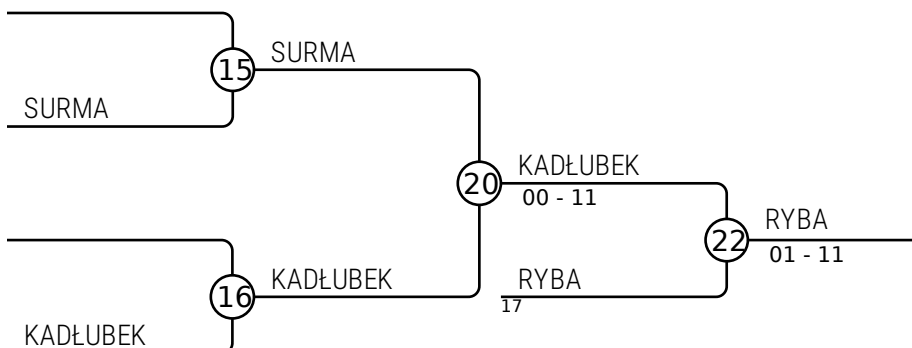 SURMA
15
SURMA
KADŁUBEK
20
00 - 11
RYBA
22
01 - 11
KADŁUBEK
16
RYBA
17
KADŁUBEK